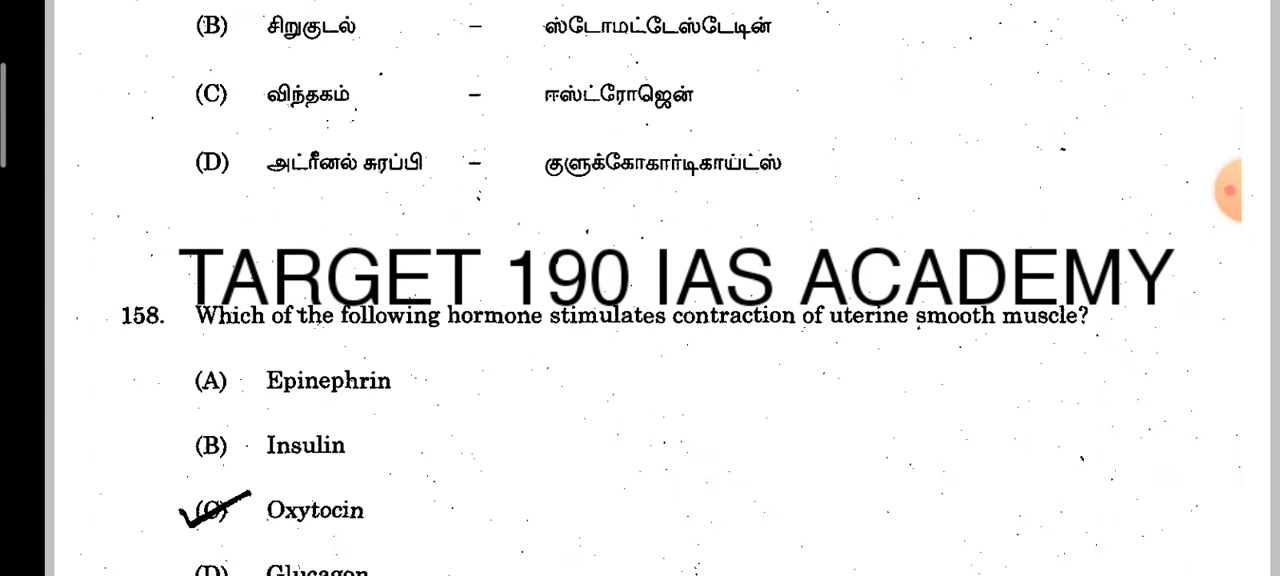 (B) சிறுகுடல் – ஸ்டோமட்டேஸ்டேடின்
(C) விந்தகம் – ஈஸ்ட்ரோஜென்
(D) அட்ரீனல் சுரப்பி – குளுக்கோகார்டிகாய்ட்ஸ்
TARGET 190 IAS ACADEMY
158. Which of the following hormone stimulates contraction of uterine smooth muscle?
(A) Epinephrin
(B) Insulin
(C) Oxytocin
(D) Glucagon